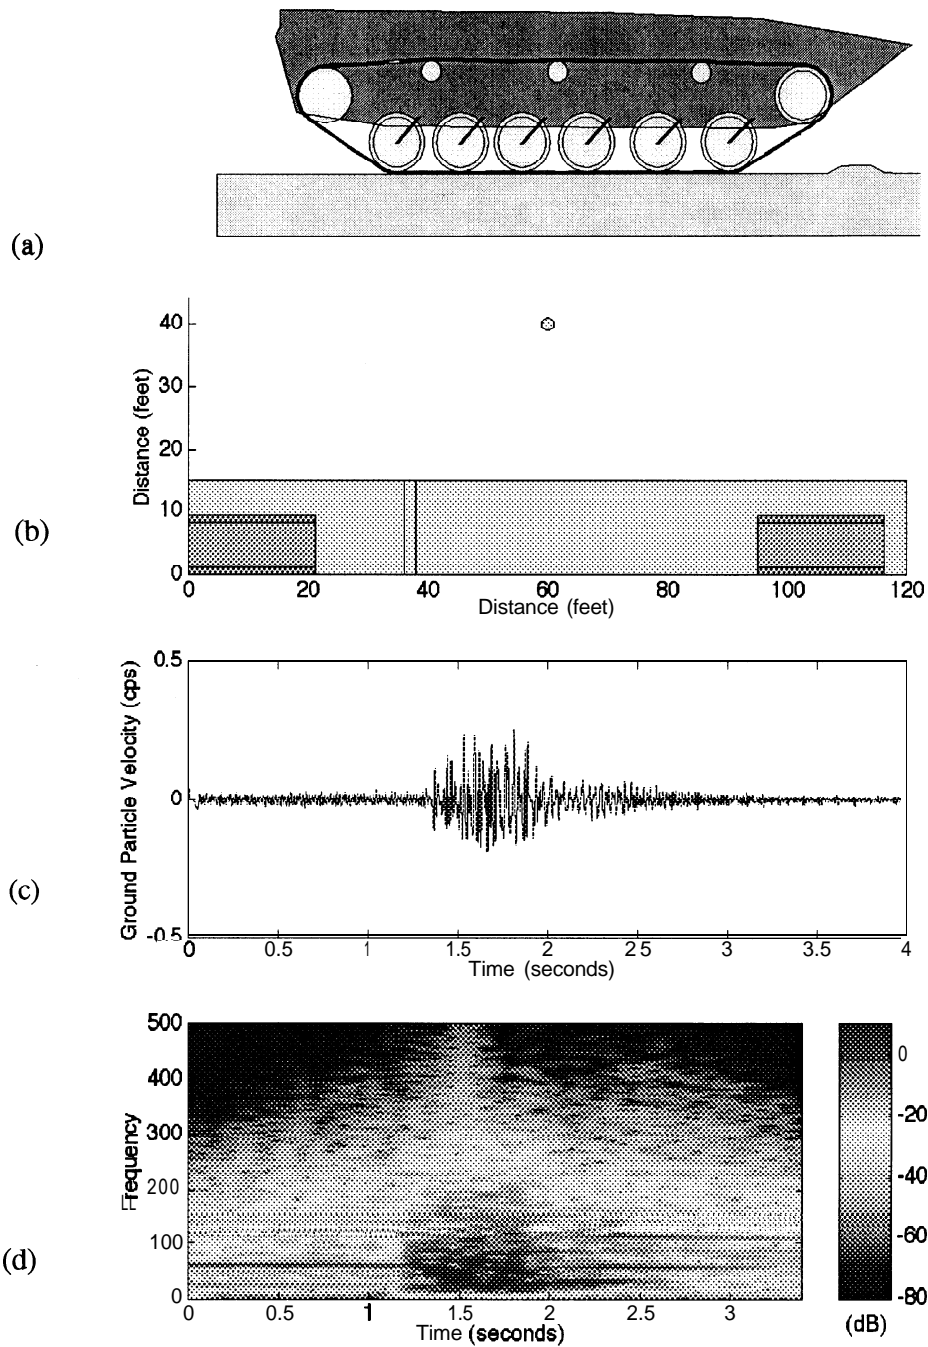 (a)
40
30
20
10
0
Distance (feet)
(b)
0 20 40 60 80 100 120
Distance (feet)
0.5
0
-0.5
Ground Particle Velocity (cps)
(c)
0 0.5 1 1.5 2 2.5 3 3.5 4
Time (seconds)
500
400
300
200
100
0
Frequency
(d)
0 0.5 1 1.5 2 2.5 3
Time (seconds)
0
-20
-40
-60
-80
(dB)